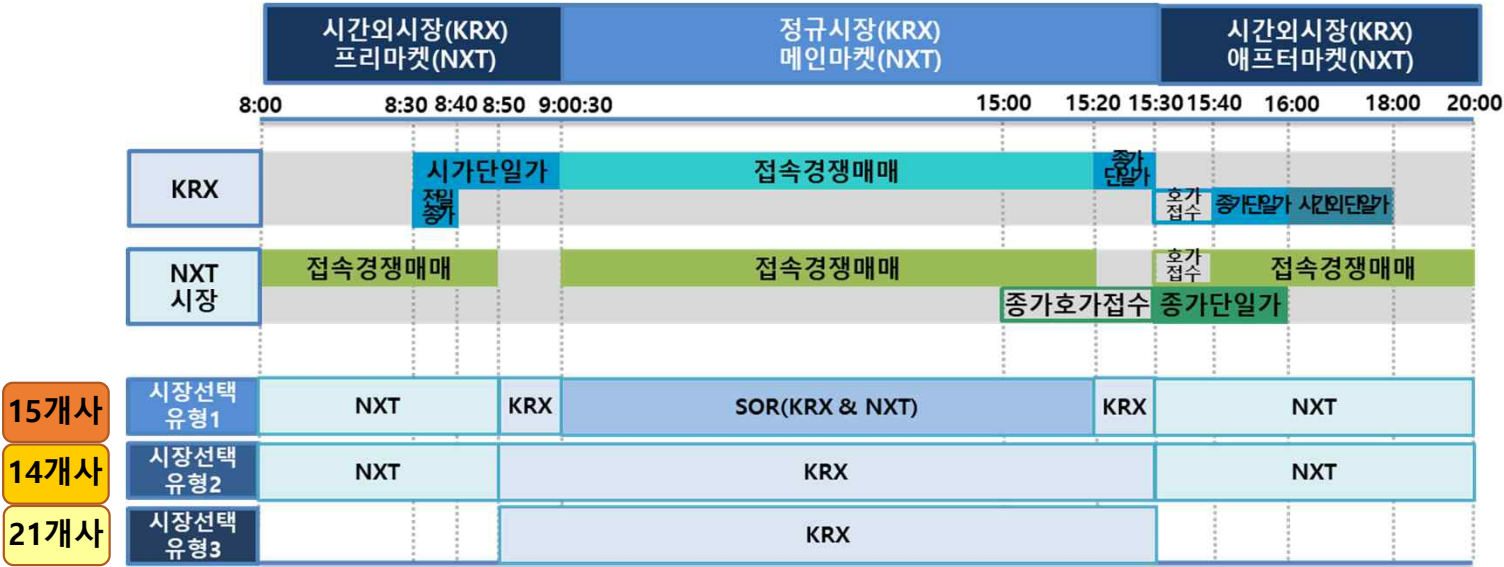 시간외시장(KRX)
프리마켓(NXT)
정규시장(KRX)
메인마켓(NXT)
시간외시장(KRX)
애프터마켓(NXT)
8:00 8:30 8:40 8:50 9:00:30 15:00 15:20 15:30 15:40 16:00 18:00 20:00
KRX
시가단일가
접속경쟁매매
종가
단일가
전일
종가
호가
접수
종가단일가
시간외단일가
NXT
시장
접속경쟁매매
접속경쟁매매
호가
접수
접속경쟁매매
종가호가접수
종가단일가
15개사
시장선택
유형1
NXT
KRX
SOR(KRX & NXT)
KRX
NXT
14개사
시장선택
유형2
NXT
KRX
NXT
21개사
시장선택
유형3
KRX